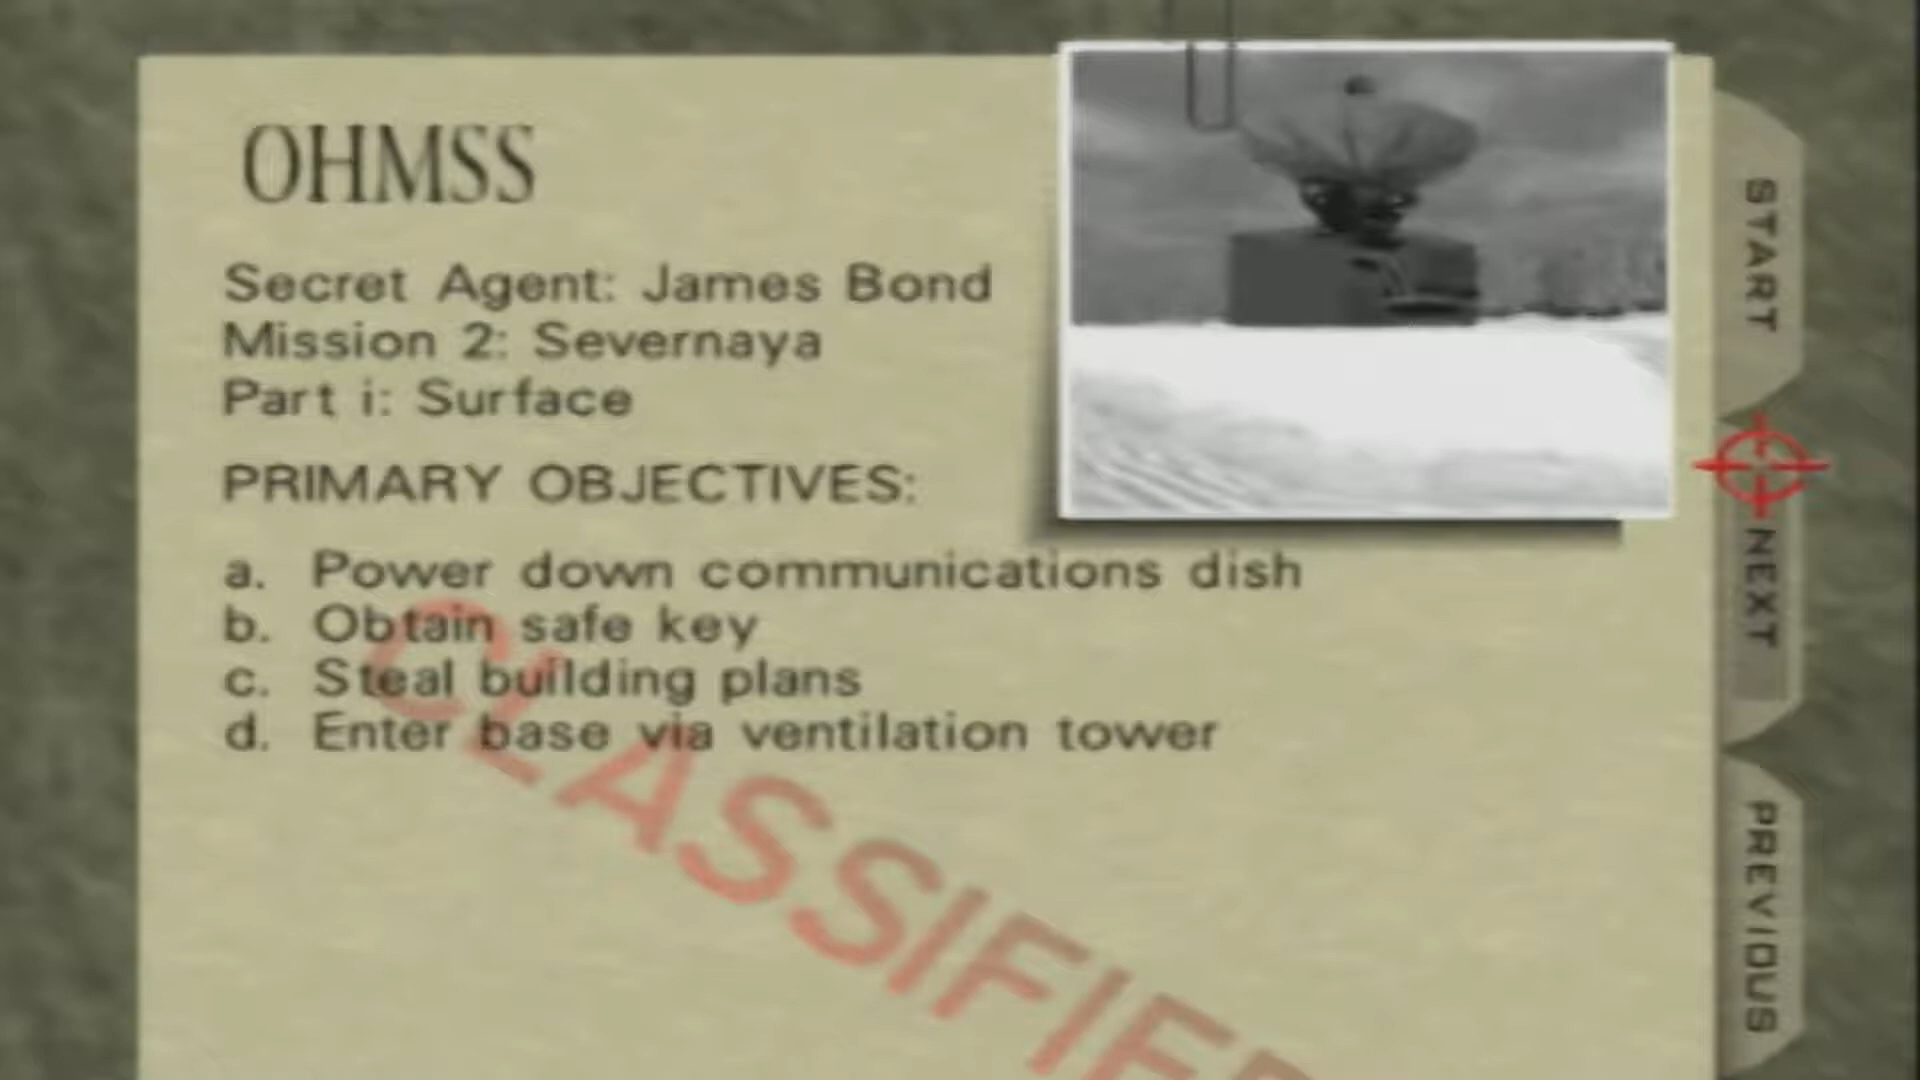 OHMSS
Secret Agent: James Bond
Mission 2: Severnaya
Part i: Surface
PRIMARY OBJECTIVES:
a. Power down communications dish
b. Obtain safe key
c. Steal building plans
d. Enter base via ventilation tower
CLASSIFIE
START
NEXT
PREVIOUS